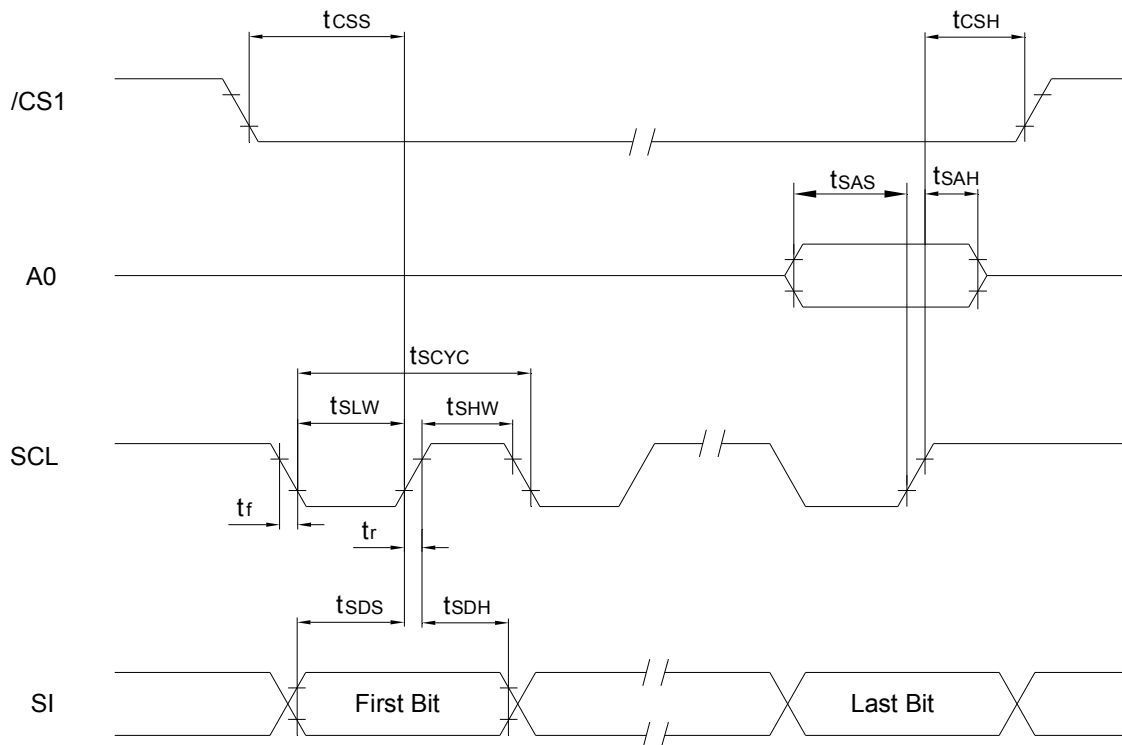 tCSS
tCSH
/CS1
tSAS
tSAH
A0
tSCYC
tSLW
tSHW
SCL
tf
tr
tSDS
tSDH
SI
First Bit
Last Bit